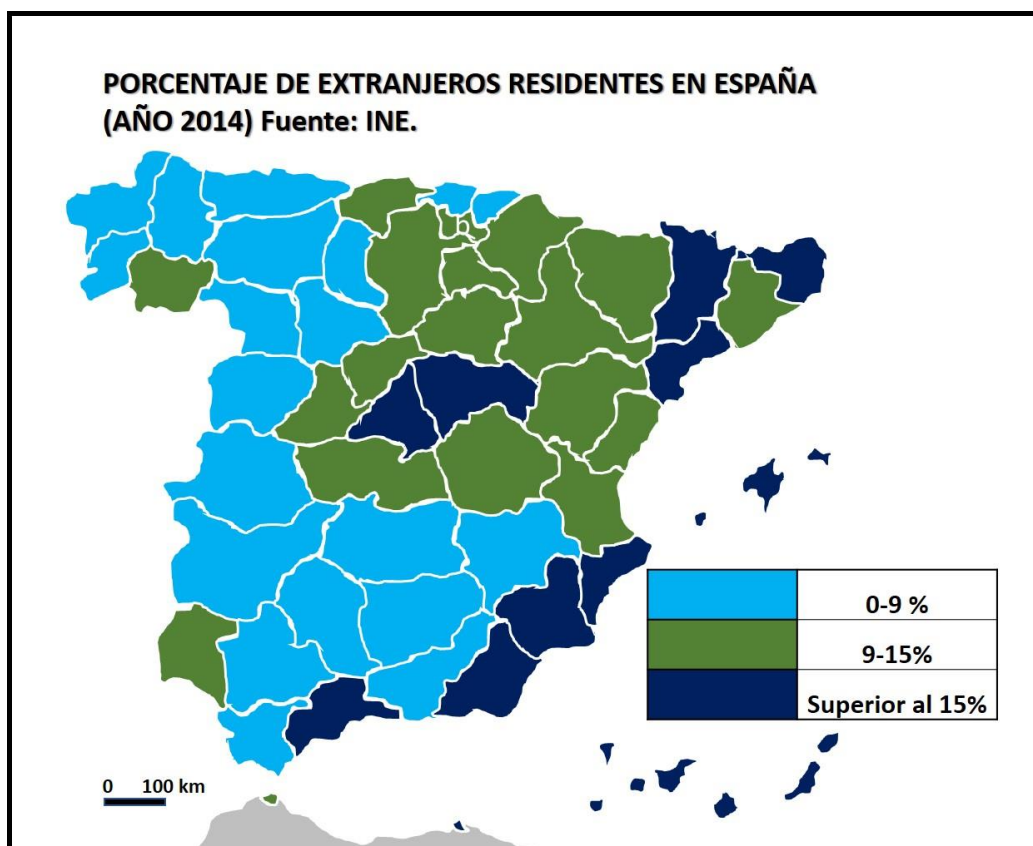 PORCENTAJE DE EXTRANJEROS RESIDENTES EN ESPAÑA
(AÑO 2014) Fuente: INE.
0-9 %
9-15%
Superior al 15%
0 100 km